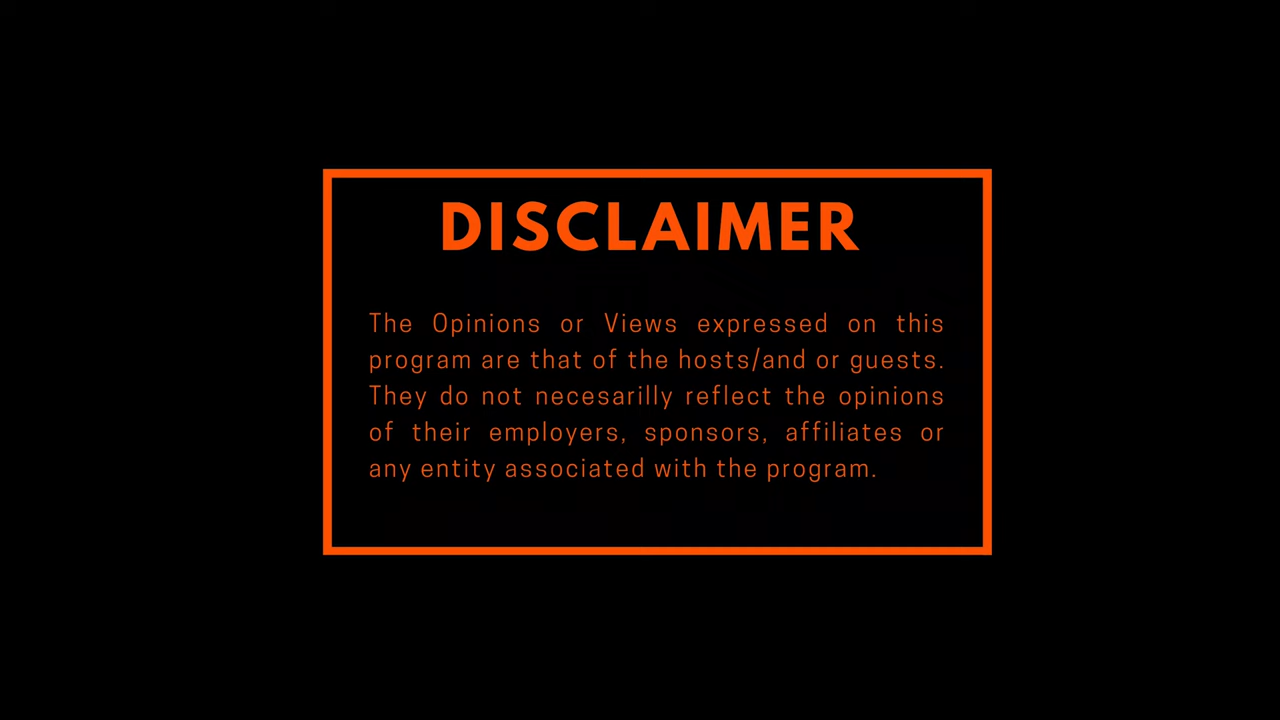 DISCLAIMER
The Opinions or Views expressed on this
program are that of the hosts/and or guests.
They do not necesarilly reflect the opinions
of their employers, sponsors, affiliates or
any entity associated with the program.